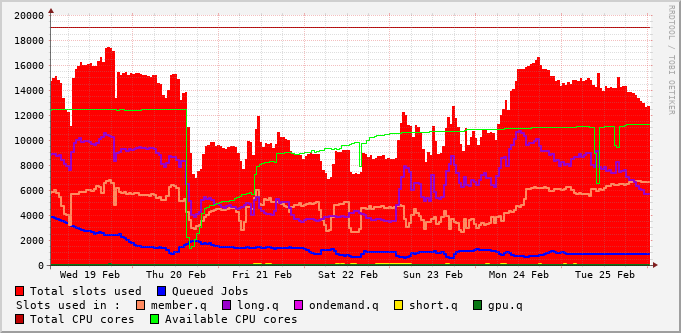 RRDTOOL / TOBI OETIKER
20000
18000
16000
14000
12000
10000
8000
6000
4000
2000
0
Wed 19 Feb Thu 20 Feb Fri 21 Feb Sat 22 Feb Sun 23 Feb Mon 24 Feb Tue 25 Feb
Total slots used Queued Jobs
Slots used in : member.q long.q ondemand.q short.q gpu.q
Total CPU cores Available CPU cores